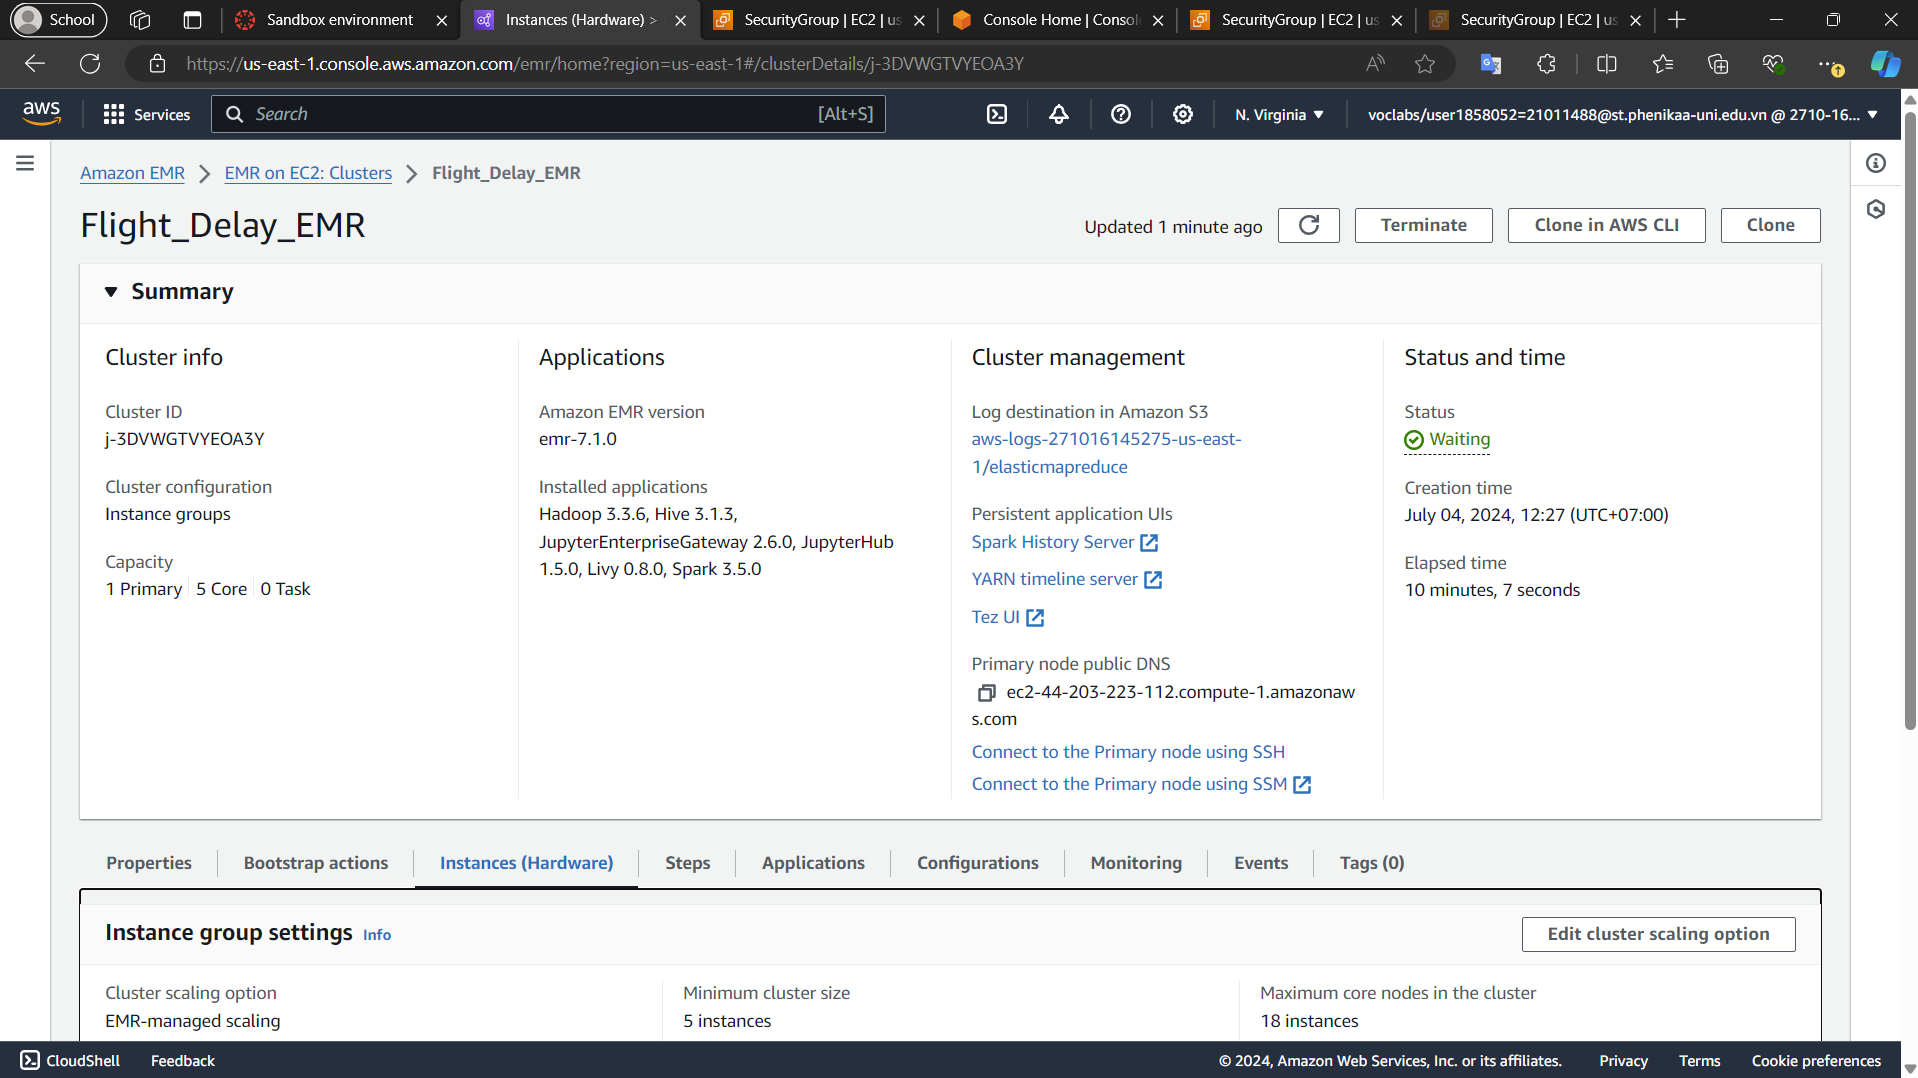 School
Sandbox environment
Instances (Hardware) >
SecurityGroup | EC2 | us
Console Home | Consol
SecurityGroup | EC2 | us
SecurityGroup | EC2 | us
https://us-east-1.console.aws.amazon.com/emr/home?region=us-east-1#/clusterDetails/j-3DVWGTVYEOA3Y
aws
Services
Search
[Alt+S]
N. Virginia
voclabs/user1858052=21011488@st.phenikaa-uni.edu.vn @ 2710-16...
Amazon EMR
EMR on EC2: Clusters
Flight_Delay_EMR
Flight_Delay_EMR
Updated 1 minute ago
Terminate
Clone in AWS CLI
Clone
Summary
Cluster info
Cluster ID
j-3DVWGTVYEOA3Y
Cluster configuration
Instance groups
Capacity
1 Primary
5 Core
0 Task
Applications
Amazon EMR version
emr-7.1.0
Installed applications
Hadoop 3.3.6, Hive 3.1.3,
JupyterEnterpriseGateway 2.6.0, JupyterHub
1.5.0, Livy 0.8.0, Spark 3.5.0
Cluster management
Log destination in Amazon S3
aws-logs-271016145275-us-east-
1/elasticmapreduce
Persistent application UIs
Spark History Server
YARN timeline server
Tez UI
Primary node public DNS
ec2-44-203-223-112.compute-1.amazonaw
s.com
Connect to the Primary node using SSH
Connect to the Primary node using SSM
Status and time
Status
Waiting
Creation time
July 04, 2024, 12:27 (UTC+07:00)
Elapsed time
10 minutes, 7 seconds
Properties
Bootstrap actions
Instances (Hardware)
Steps
Applications
Configurations
Monitoring
Events
Tags (0)
Instance group settings
Info
Edit cluster scaling option
Cluster scaling option
EMR-managed scaling
Minimum cluster size
5 instances
Maximum core nodes in the cluster
18 instances
CloudShell
Feedback
© 2024, Amazon Web Services, Inc. or its affiliates.
Privacy
Terms
Cookie preferences